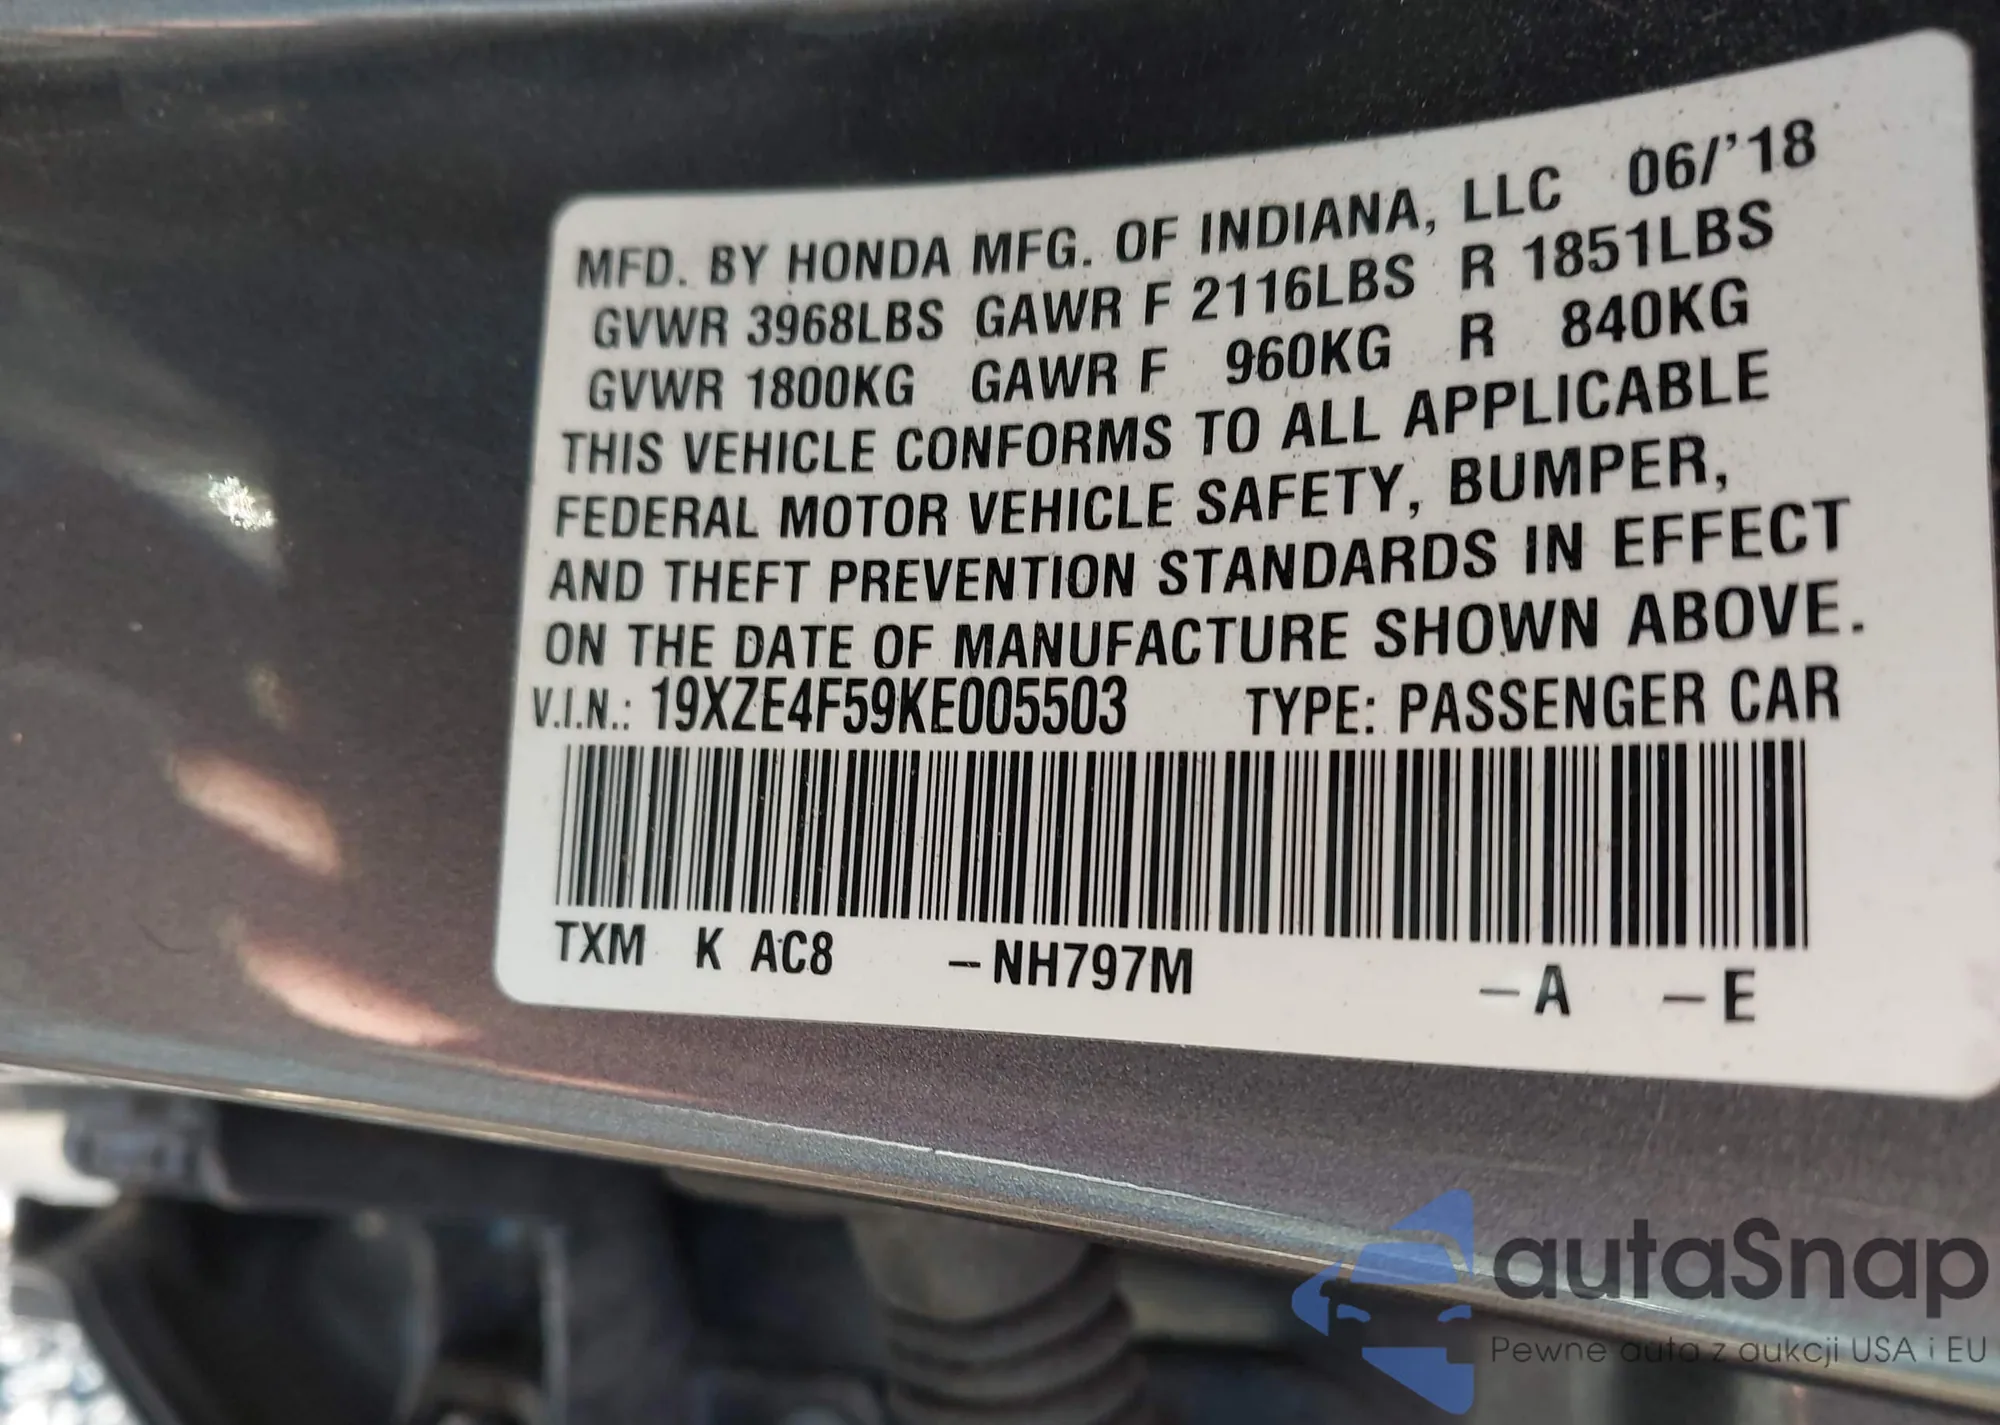 MFD. BY HONDA MFG. OF INDIANA, LLC 06/'18
GVWR 3968LBS GAWR F 2116LBS R 1851LBS
GVWR 1800KG GAWR F 960KG R 840KG
THIS VEHICLE CONFORMS TO ALL APPLICABLE
FEDERAL MOTOR VEHICLE SAFETY, BUMPER,
AND THEFT PREVENTION STANDARDS IN EFFECT
ON THE DATE OF MANUFACTURE SHOWN ABOVE.
V.I.N.: 19XZE4F59KE005503 TYPE: PASSENGER CAR
TXM K AC8 -NH797M -A -E
autaSnap
Pewne auta z aukcji USA i EU